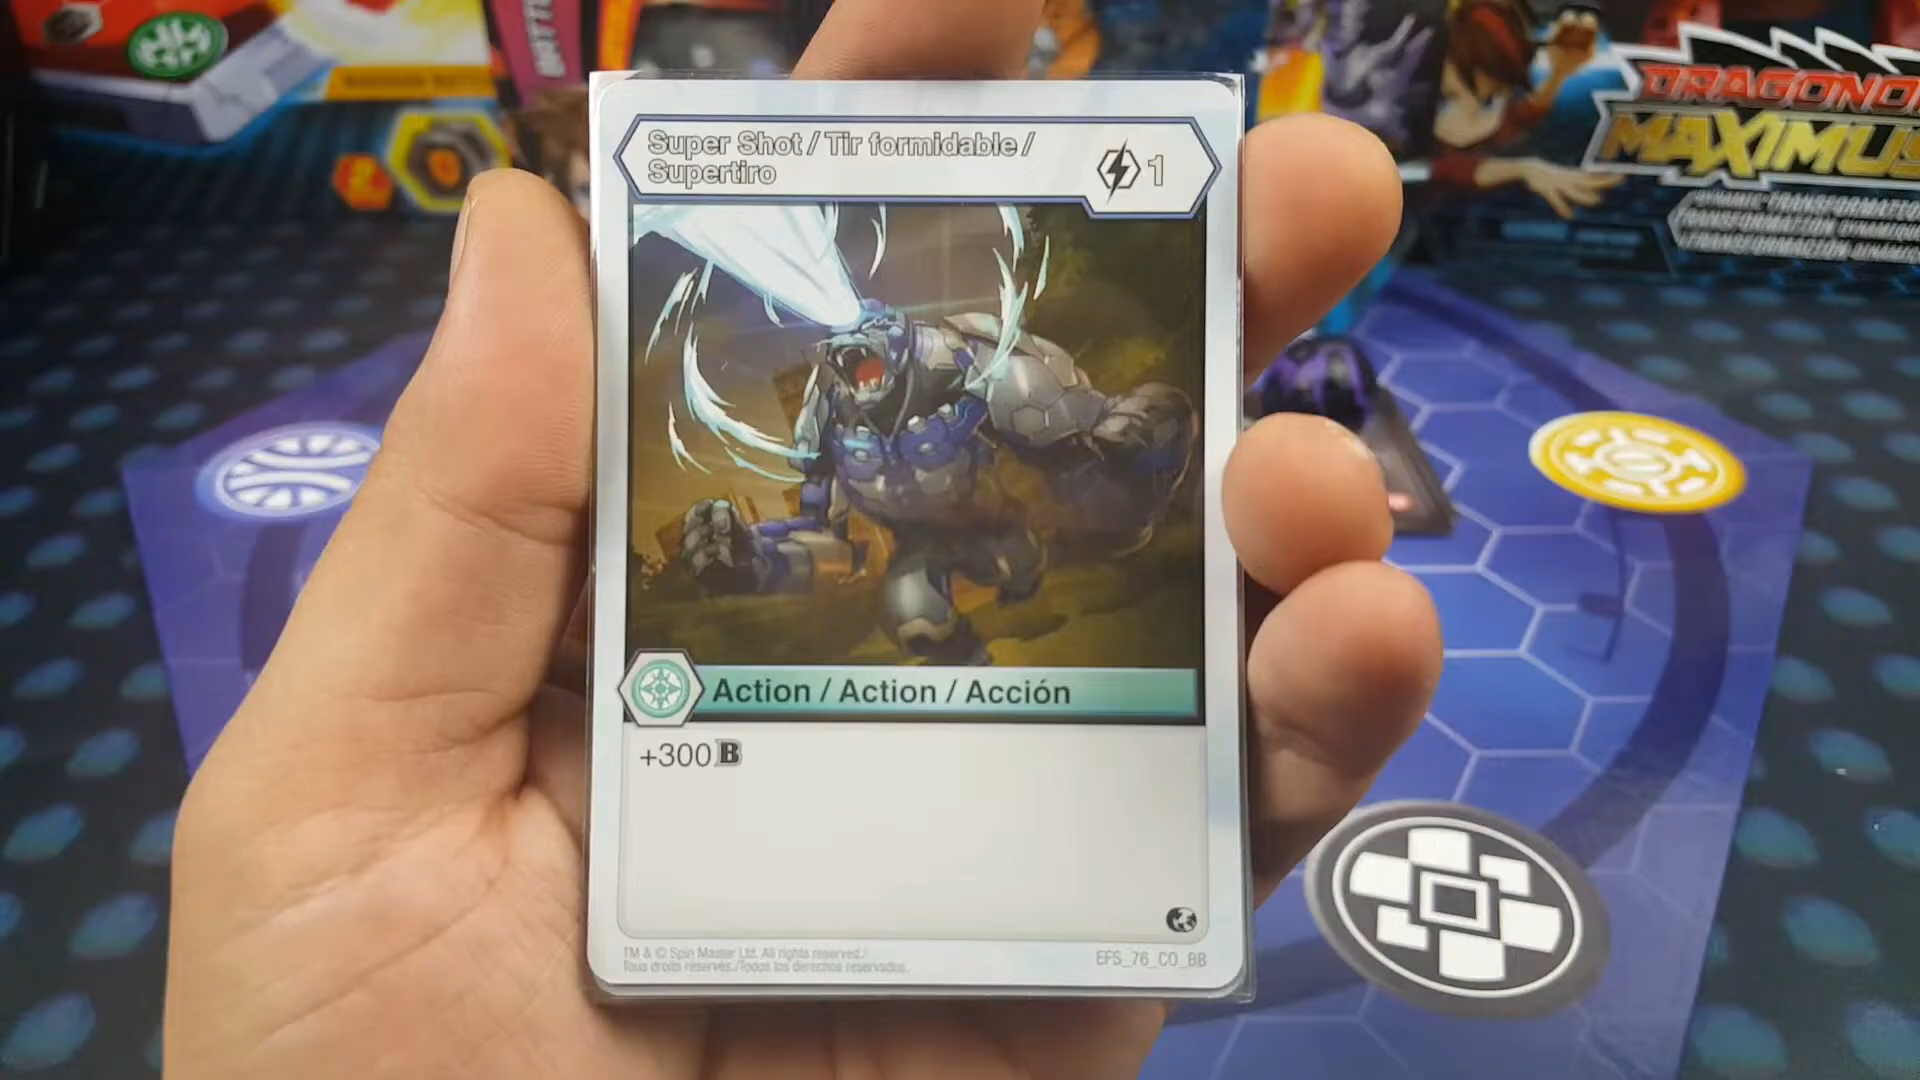 Super Shot / Tir formidable /
Supertiro
1
Action / Action / Acción
+300 B
TM & © Spin Master Ltd. All rights reserved./
Tous droits réservés./Todos los derechos reservados.
EFS_76_CO_BB
DRAGONO
MAXIMUS